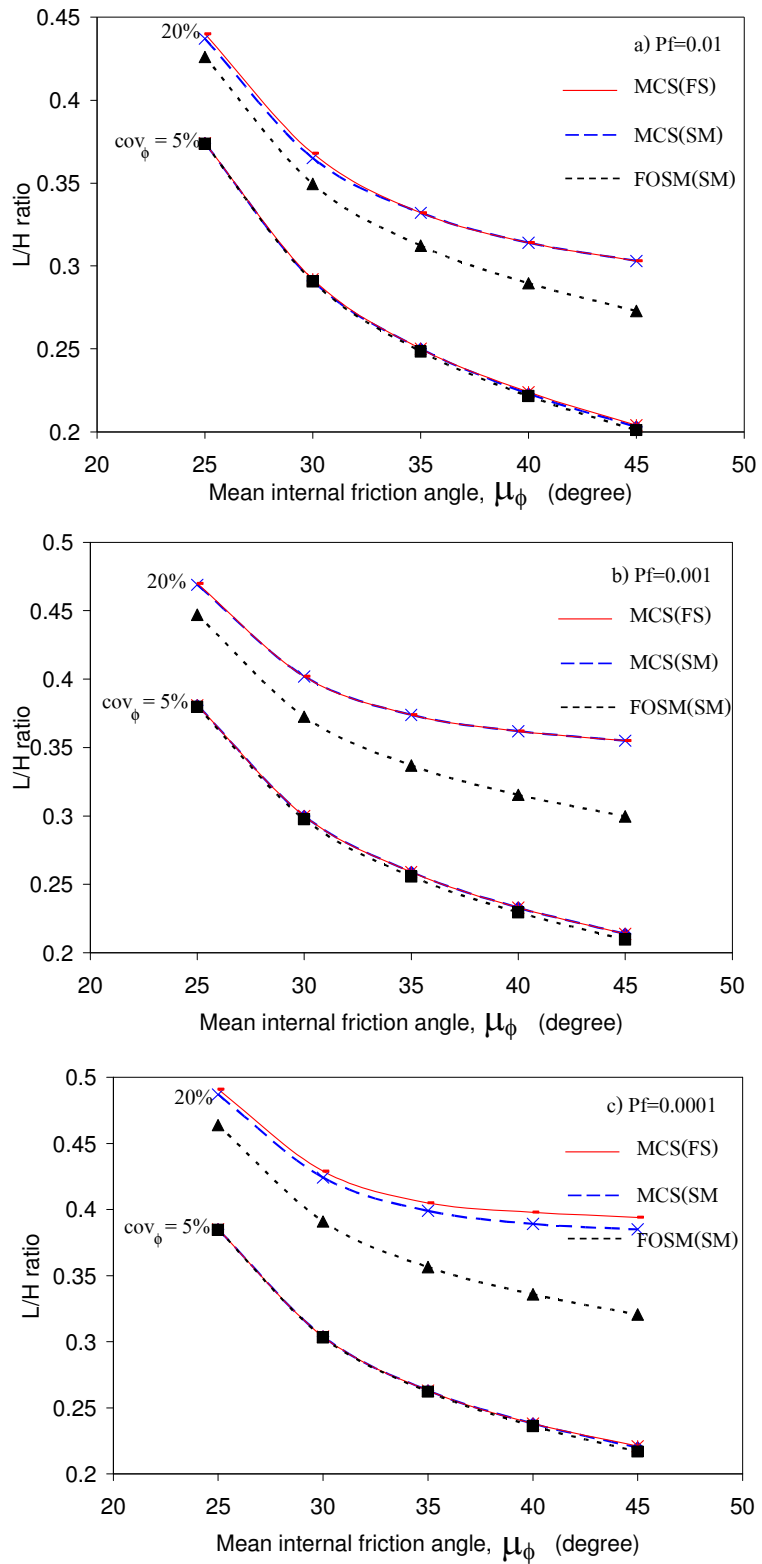 0.45
20%
a) Pf=0.01
MCS(FS)
0.4
MCS(SM)
covϕ = 5%
FOSM(SM)
0.35
L/H ratio
0.3
0.25
0.2
20 25 30 35 40 45 50
Mean internal friction angle, μϕ (degree)
0.5
20%
b) Pf=0.001
0.45
MCS(FS)
0.4
MCS(SM)
covϕ = 5%
FOSM(SM)
0.35
L/H ratio
0.3
0.25
0.2
20 25 30 35 40 45 50
Mean internal friction angle, μϕ (degree)
0.5
20%
c) Pf=0.0001
0.45
MCS(FS)
0.4
MCS(SM
covϕ = 5%
FOSM(SM)
0.35
L/H ratio
0.3
0.25
0.2
20 25 30 35 40 45 50
Mean internal friction angle, μϕ (degree)